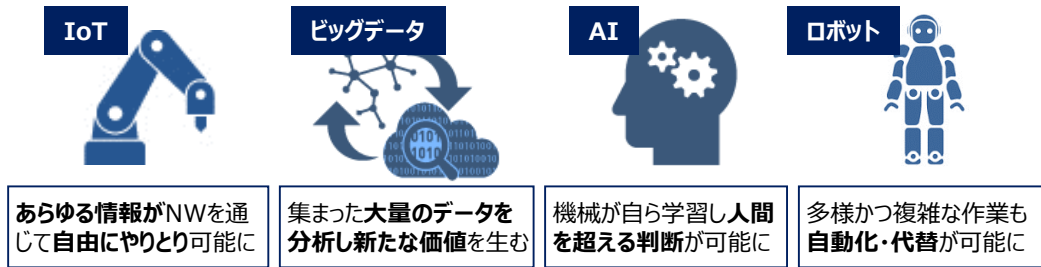 IoT
ビッグデータ
AI
ロボット
あらゆる情報がNWを通
じて自由にやりとり可能に
集まった大量のデータを
分析し新たな価値を生む
機械が自ら学習し人間
を超える判断が可能に
多様かつ複雑な作業も
自動化・代替が可能に